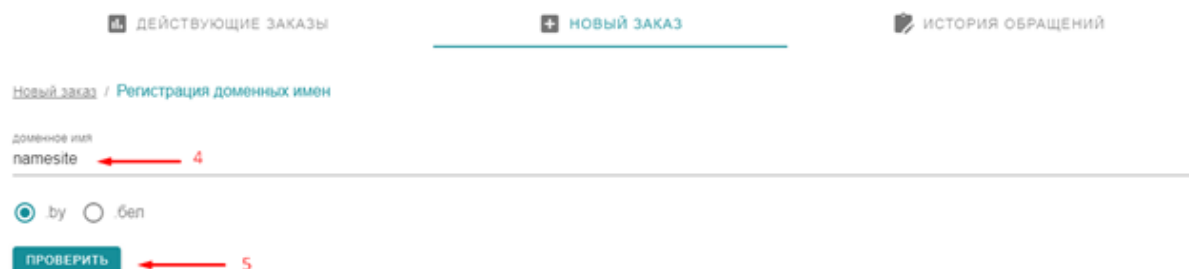 ДЕЙСТВУЮЩИЕ ЗАКАЗЫ НОВЫЙ ЗАКАЗ ИСТОРИЯ ОБРАЩЕНИЙ
Новый заказ / Регистрация доменных имен
доменное имя
namesite 4
.by .бел
ПРОВЕРИТЬ 5